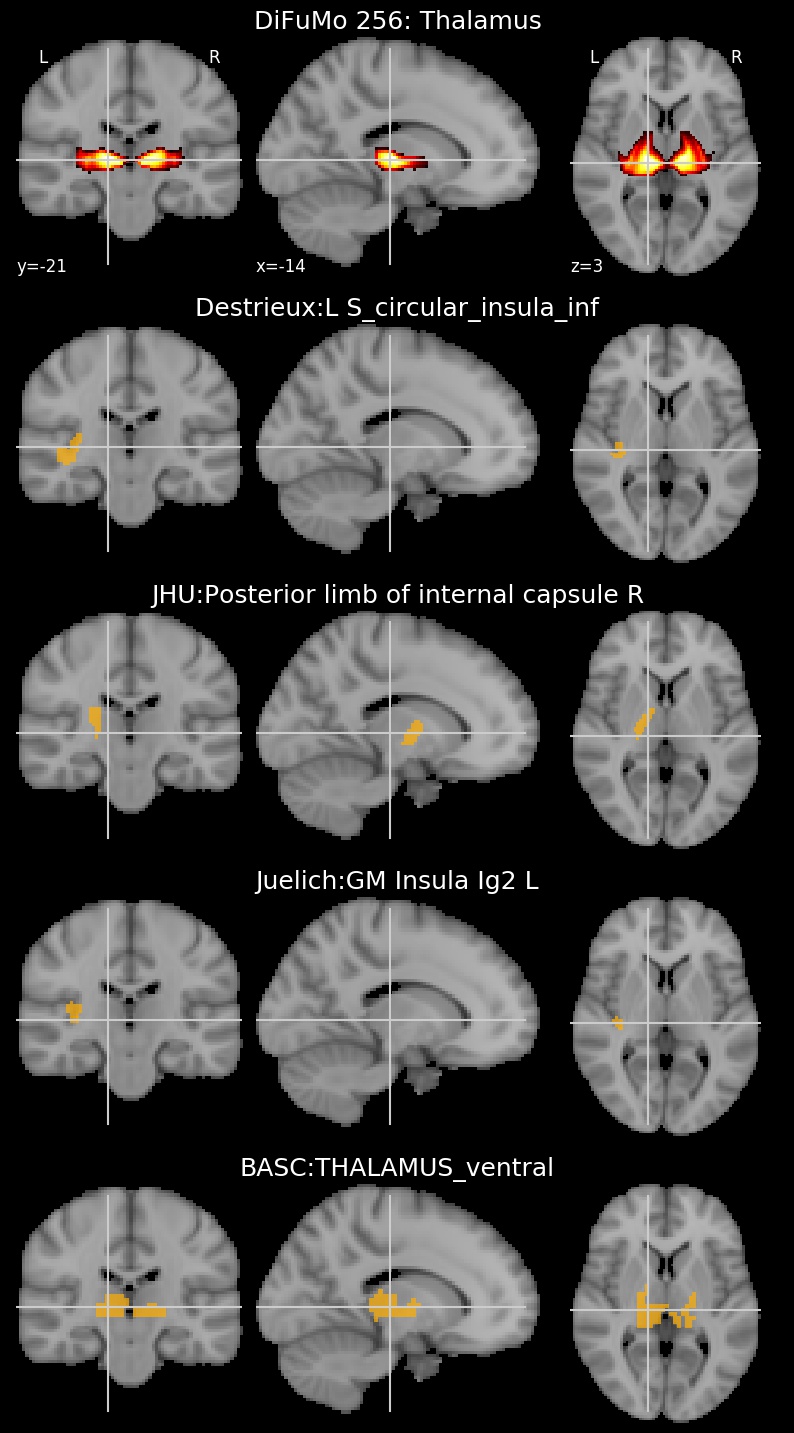 DiFuMo 256: Thalamus
L R L R
y=-21 x=-14 z=3
Destrieux:L S_circular_insula_inf
JHU:Posterior limb of internal capsule R
Juelich:GM Insula Ig2 L
BASC:THALAMUS_ventral